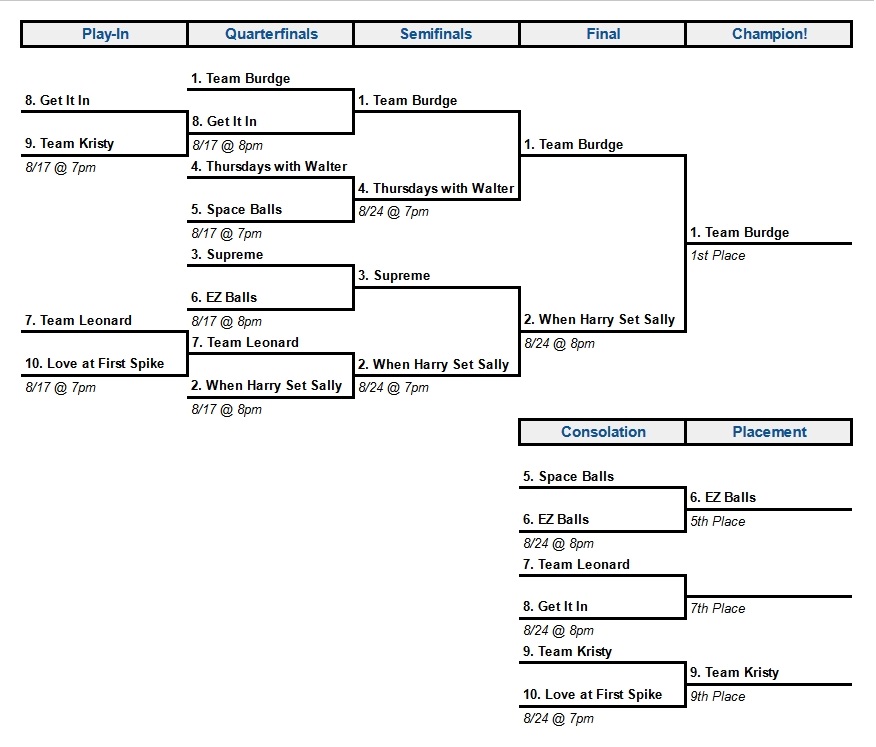 Play-In Quarterfinals Semifinals Final Champion!
1. Team Burdge
8. Get It In
1. Team Burdge
8. Get It In
9. Team Kristy
8/17 @ 8pm
1. Team Burdge
8/17 @ 7pm
4. Thursdays with Walter
4. Thursdays with Walter
5. Space Balls
8/24 @ 7pm
8/17 @ 7pm
1. Team Burdge
3. Supreme
1st Place
3. Supreme
6. EZ Balls
8/17 @ 8pm
7. Team Leonard
2. When Harry Set Sally
7. Team Leonard
8/24 @ 8pm
10. Love at First Spike
2. When Harry Set Sally
8/17 @ 7pm
2. When Harry Set Sally
8/24 @ 7pm
8/17 @ 8pm
Consolation Placement
5. Space Balls
6. EZ Balls
6. EZ Balls
5th Place
8/24 @ 8pm
7. Team Leonard
8. Get It In
7th Place
8/24 @ 8pm
9. Team Kristy
9. Team Kristy
10. Love at First Spike
9th Place
8/24 @ 7pm